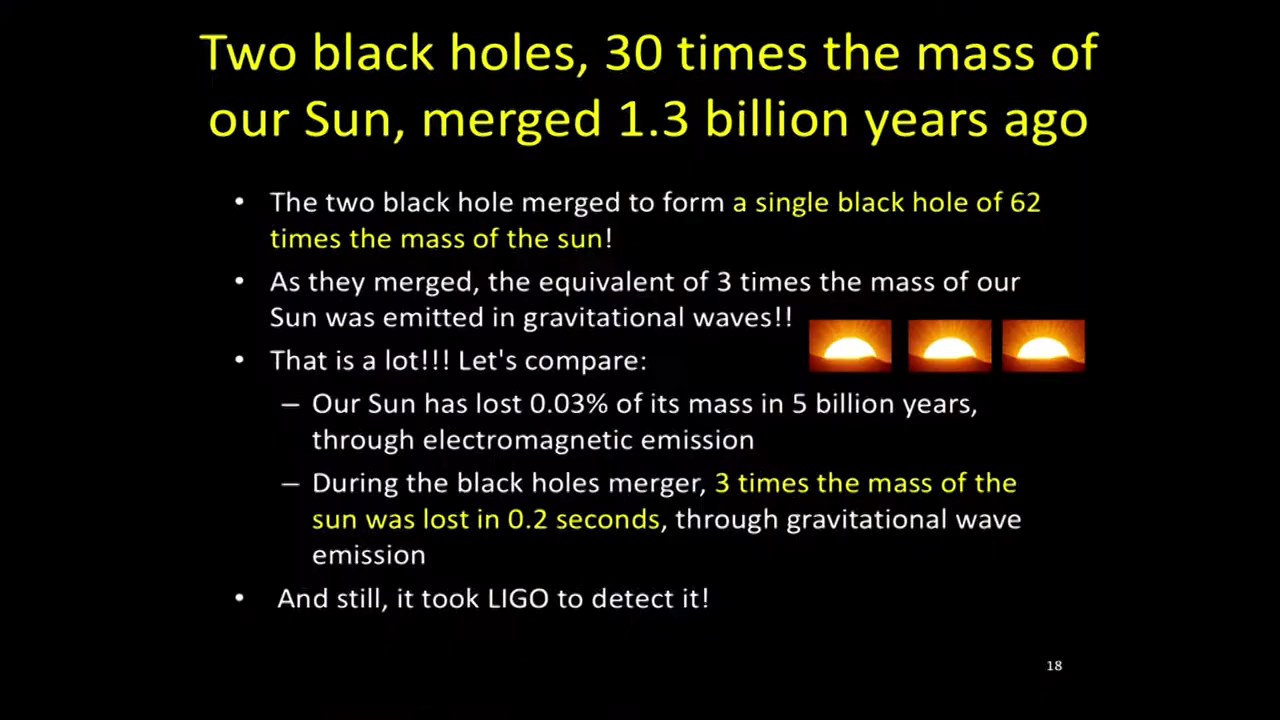 Two black holes, 30 times the mass of
our Sun, merged 1.3 billion years ago
• The two black hole merged to form a single black hole of 62
times the mass of the sun!
• As they merged, the equivalent of 3 times the mass of our
Sun was emitted in gravitational waves!!
• That is a lot!!! Let's compare:
– Our Sun has lost 0.03% of its mass in 5 billion years,
through electromagnetic emission
– During the black holes merger, 3 times the mass of the
sun was lost in 0.2 seconds, through gravitational wave
emission
• And still, it took LIGO to detect it!
18